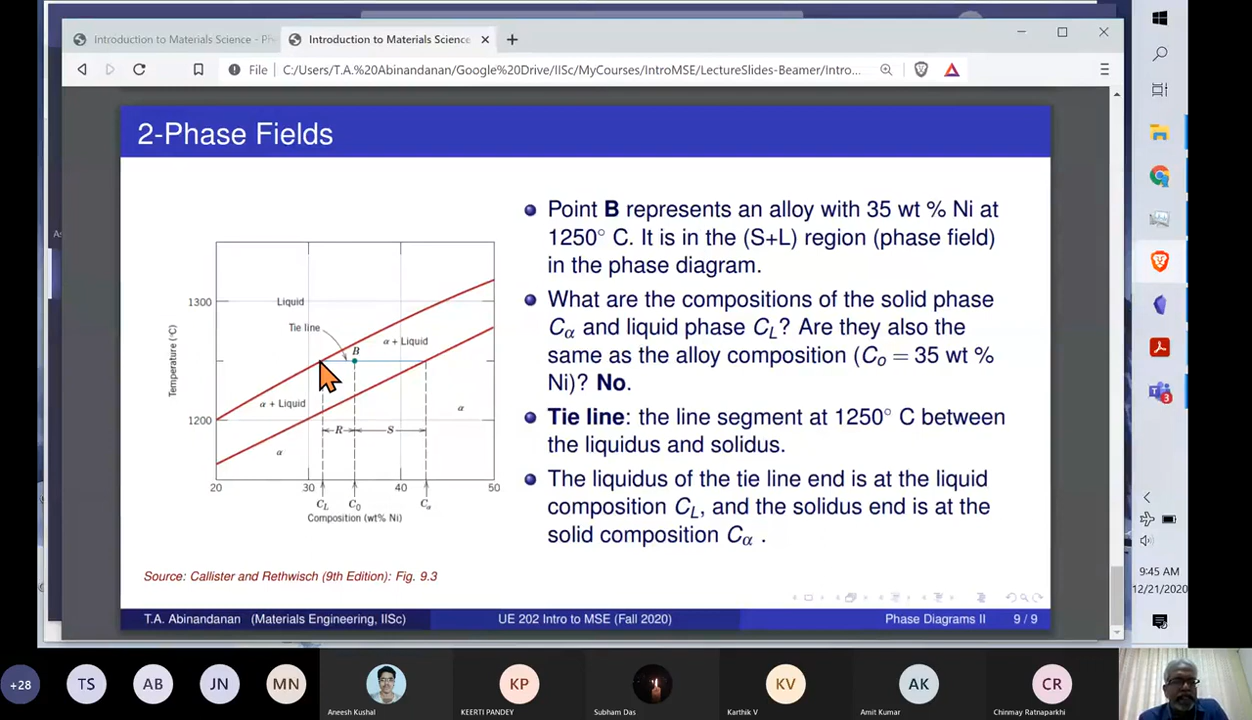 Introduction to Materials Science - Ph
Introduction to Materials Science
File
C:/Users/T.A.%20Abinandanan/Google%20Drive/IISc/MyCourses/IntroMSE/LectureSlides-Beamer/Intro...
2-Phase Fields
Point B represents an alloy with 35 wt % Ni at
1250° C. It is in the (S+L) region (phase field)
in the phase diagram.
What are the compositions of the solid phase
Cα and liquid phase CL? Are they also the
same as the alloy composition (Co = 35 wt %
Ni)? No.
Tie line: the line segment at 1250° C between
the liquidus and solidus.
The liquidus of the tie line end is at the liquid
composition CL, and the solidus end is at the
solid composition Cα .
Temperature (°C)
1300
1200
Liquid
Tie line
B
α + Liquid
α + Liquid
α
α
R
S
20
30
40
50
CL
C0
Cα
Composition (wt% Ni)
Source: Callister and Rethwisch (9th Edition): Fig. 9.3
T.A. Abinandanan (Materials Engineering, IISc)
UE 202 Intro to MSE (Fall 2020)
Phase Diagrams II
9 / 9
3
9:45 AM
12/21/2020
+28
TS
AB
JN
MN
Aneesh Kushal
KP
KEERTI PANDEY
Subham Das
KV
Karthik V
AK
Amit Kumar
CR
Chinmay Ratnaparkhi